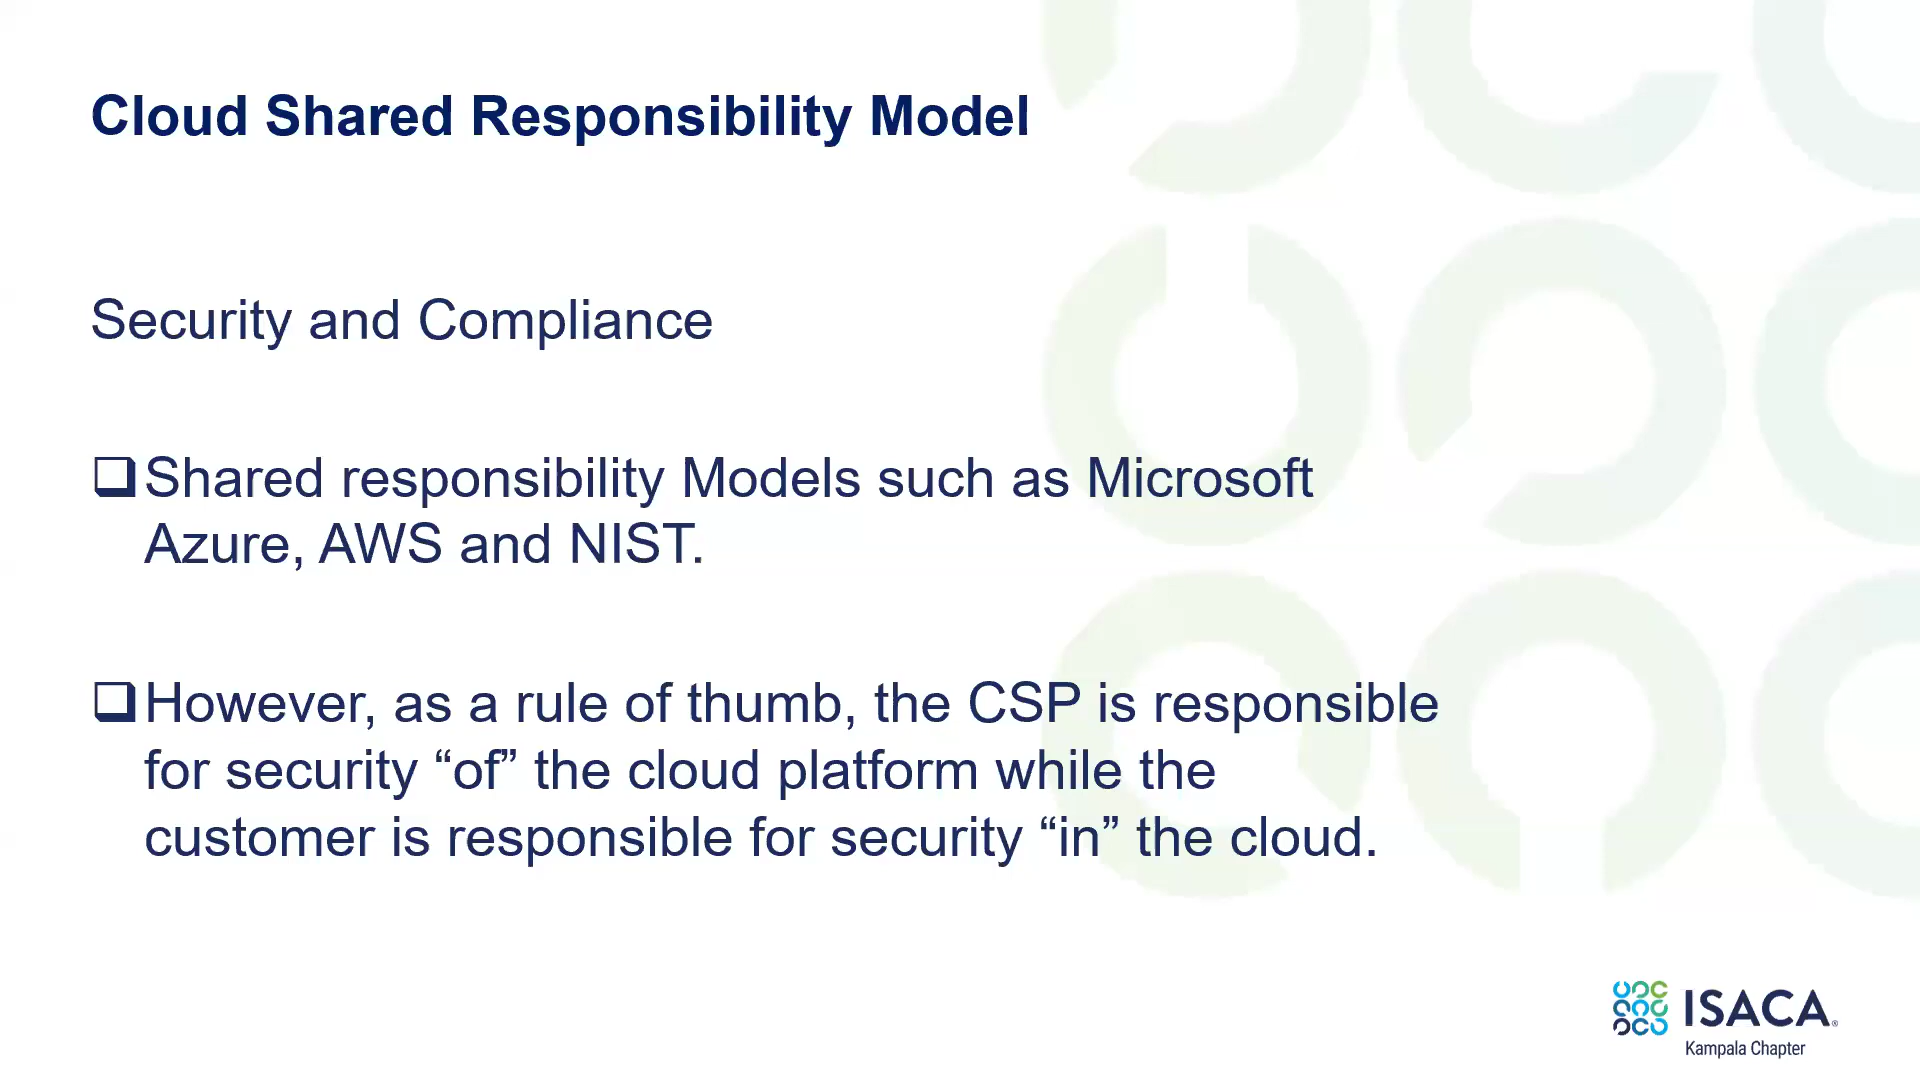 Cloud Shared Responsibility Model
Security and Compliance
Shared responsibility Models such as Microsoft
Azure, AWS and NIST.
However, as a rule of thumb, the CSP is responsible
for security “of” the cloud platform while the
customer is responsible for security “in” the cloud.
ISACA®
Kampala Chapter